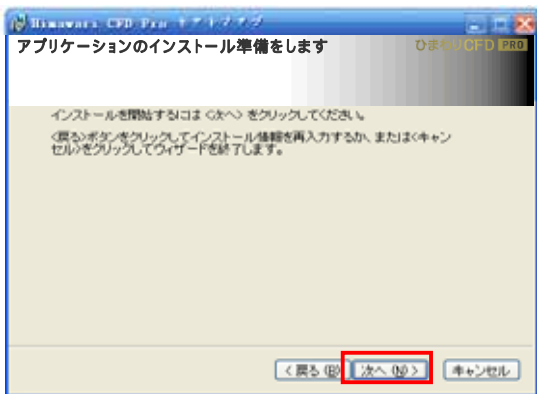 Himawari CFD Pro セットアップ
アプリケーションのインストール準備をします
ひまわりCFD PRO
インストールを開始するには <次へ> をクリックしてください。
<戻る>ボタンをクリックしてインストール情報を再入力するか、または<キャン
セル>をクリックしてウィザードを終了します。
< 戻る (B)
次へ (N) >
キャンセル